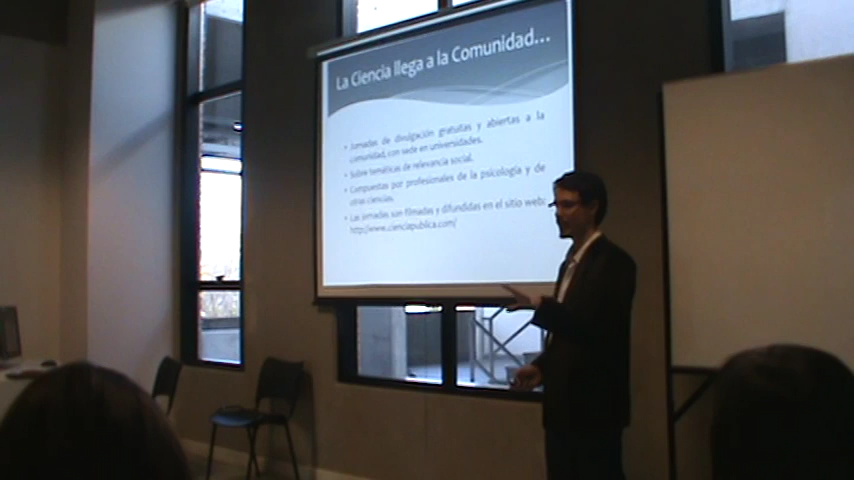 La Ciencia llega a la Comunidad...
• Jornadas de divulgación gratuitas y abiertas a la
comunidad, con sede en universidades.
• Sobre temáticas de relevancia social.
• Compuestas por profesionales de la psicología y de
otras ciencias.
• Las jornadas son filmadas y difundidas en el sitio web:
http://www.cienciapublica.com/